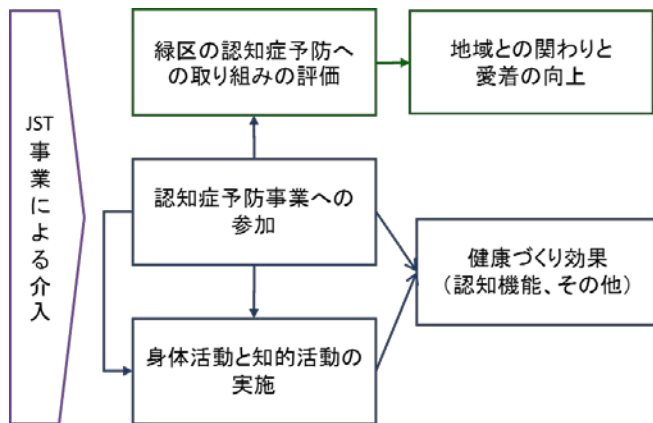 JST
事業による介入
緑区の認知症予防へ
の取り組みの評価
地域との関わりと
愛着の向上
認知症予防事業への
参加
健康づくり効果
（認知機能、その他）
身体活動と知的活動の
実施